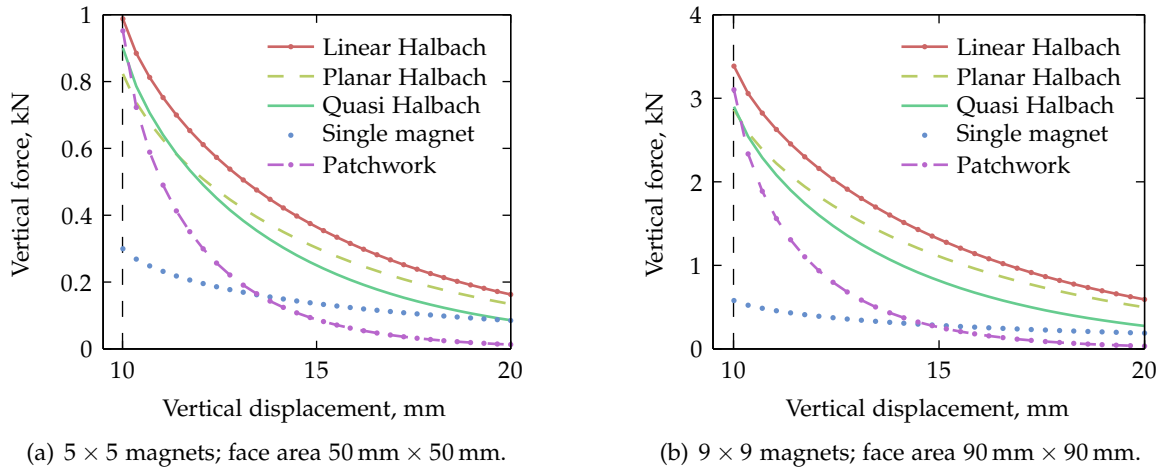 1
0.8
0.6
0.4
0.2
0
Vertical force, kN
Linear Halbach
Planar Halbach
Quasi Halbach
Single magnet
Patchwork
10
15
20
Vertical displacement, mm
(a) 5 × 5 magnets; face area 50 mm × 50 mm.
4
3
2
1
0
Vertical force, kN
Linear Halbach
Planar Halbach
Quasi Halbach
Single magnet
Patchwork
10
15
20
Vertical displacement, mm
(b) 9 × 9 magnets; face area 90 mm × 90 mm.